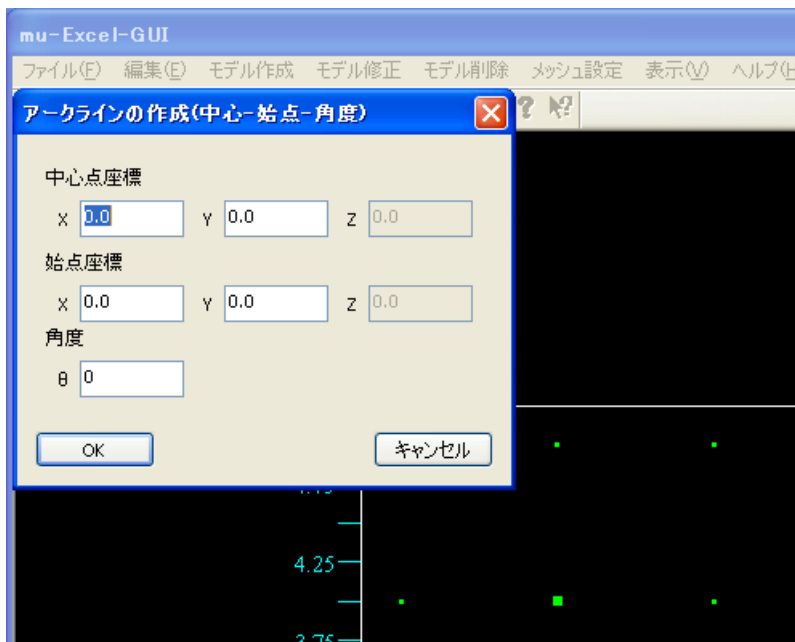 mu-Excel-GUI
ファイル(F) 編集(E) モデル作成 モデル修正 モデル削除 メッシュ設定 表示(V) ヘルプ(H
アークラインの作成(中心-始点-角度)
中心点座標
X 0.0 Y 0.0 Z 0.0
始点座標
X 0.0 Y 0.0 Z 0.0
角度
θ 0
OK キャンセル
4.25
3.75